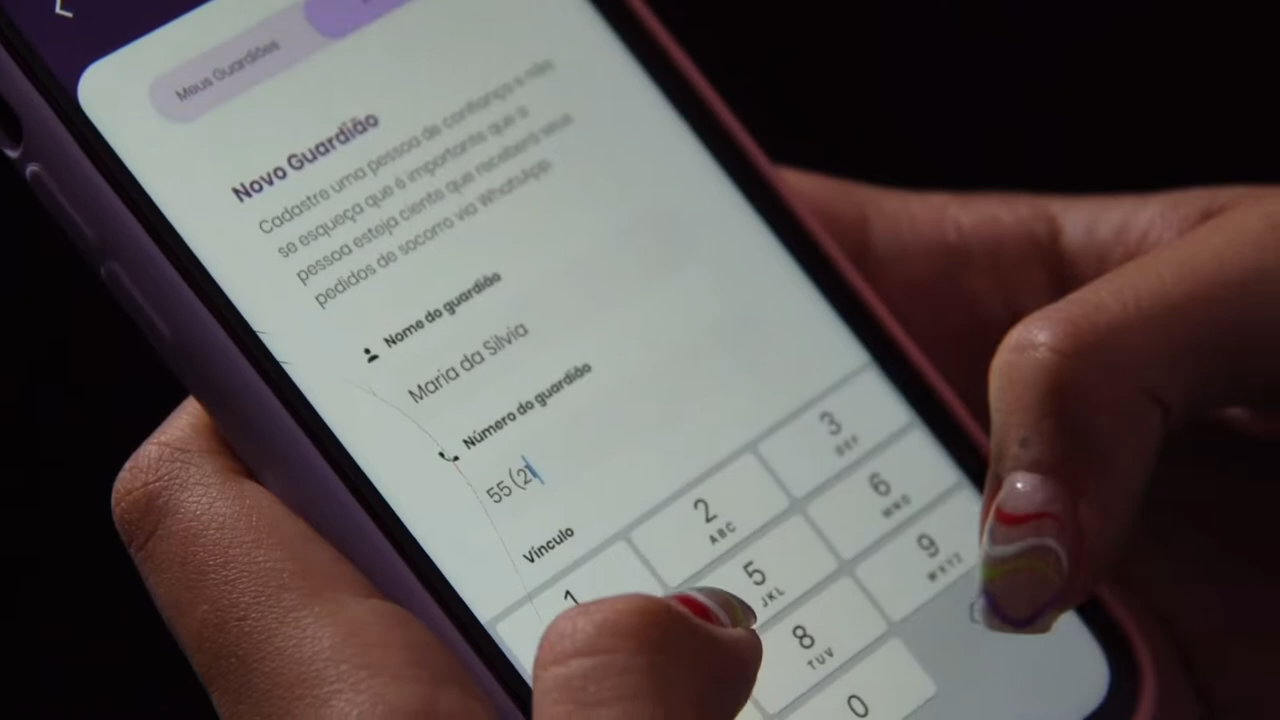 Meus Guardiões
Novo Guardião
Cadastre uma pessoa de confiança e não
se esqueça que é importante que a
pessoa esteja ciente que receberá seus
pedidos de socorro via WhatsApp.
Nome do guardião
Maria da Silvia
Número do guardião
55 (21
Vínculo
1
2 ABC
3 DEF
5 JKL
6 MNO
8 TUV
9 WXYZ
0